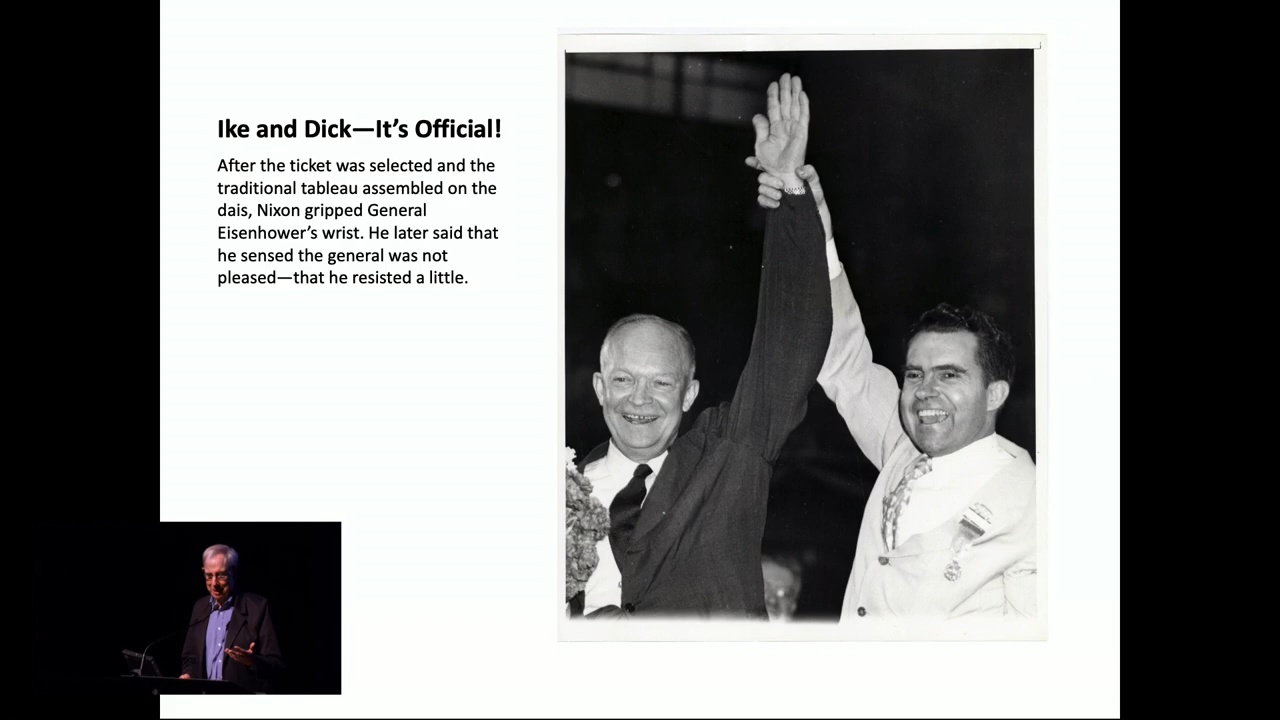 Ike and Dick—It’s Official!
After the ticket was selected and the
traditional tableau assembled on the
dais, Nixon gripped General
Eisenhower’s wrist. He later said that
he sensed the general was not
pleased—that he resisted a little.